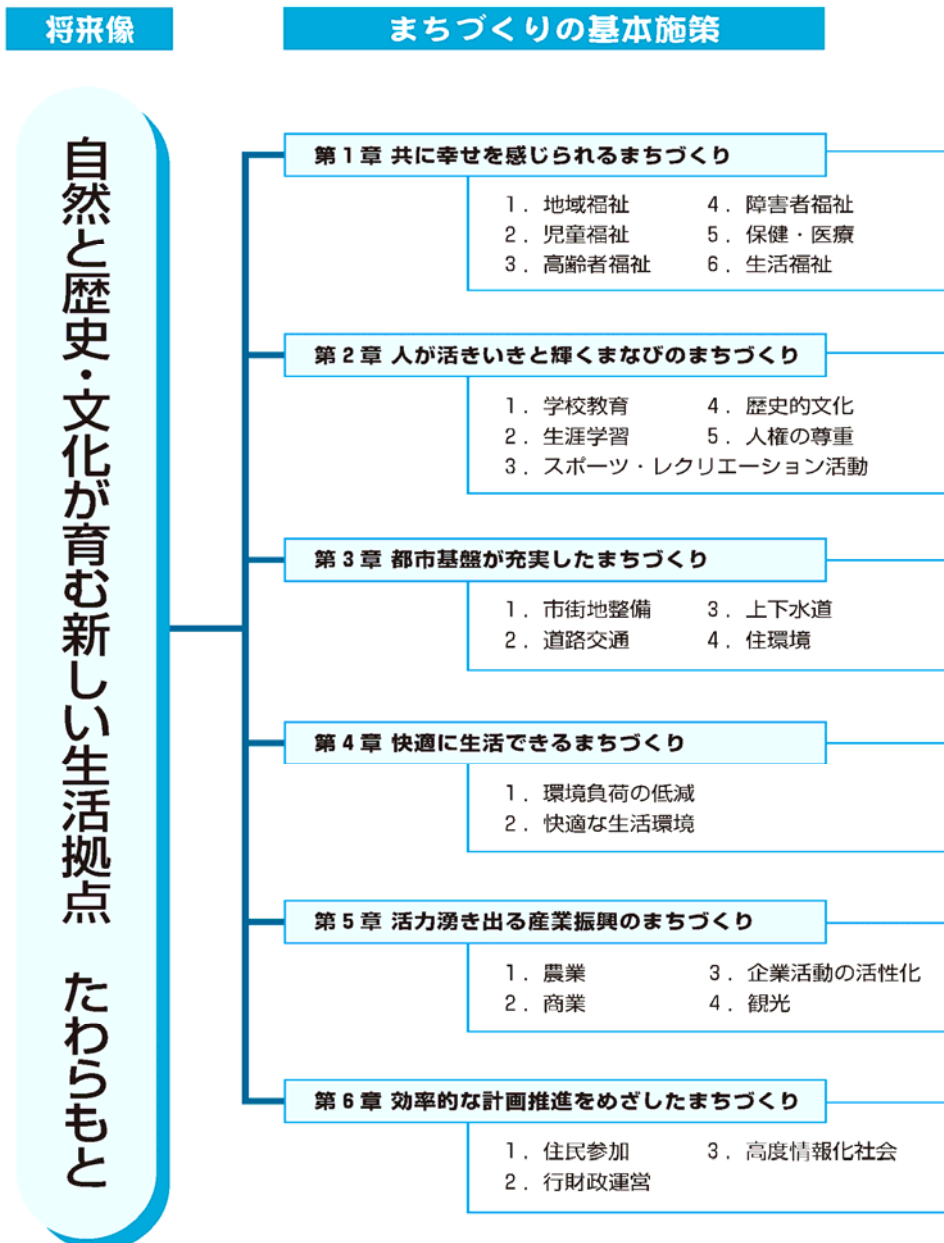 将来像
まちづくりの基本施策
自然と歴史・文化が育む新しい生活拠点 たわらもと
第1章 共に幸せを感じられるまちづくり
1. 地域福祉 4. 障害者福祉
2. 児童福祉 5. 保健・医療
3. 高齢者福祉 6. 生活福祉
第2章 人が活きいきと輝くまなびのまちづくり
1. 学校教育 4. 歴史的文化
2. 生涯学習 5. 人権の尊重
3. スポーツ・レクリエーション活動
第3章 都市基盤が充実したまちづくり
1. 市街地整備 3. 上下水道
2. 道路交通 4. 住環境
第4章 快適に生活できるまちづくり
1. 環境負荷の低減
2. 快適な生活環境
第5章 活力湧き出る産業振興のまちづくり
1. 農業 3. 企業活動の活性化
2. 商業 4. 観光
第6章 効率的な計画推進をめざしたまちづくり
1. 住民参加 3. 高度情報化社会
2. 行財政運営